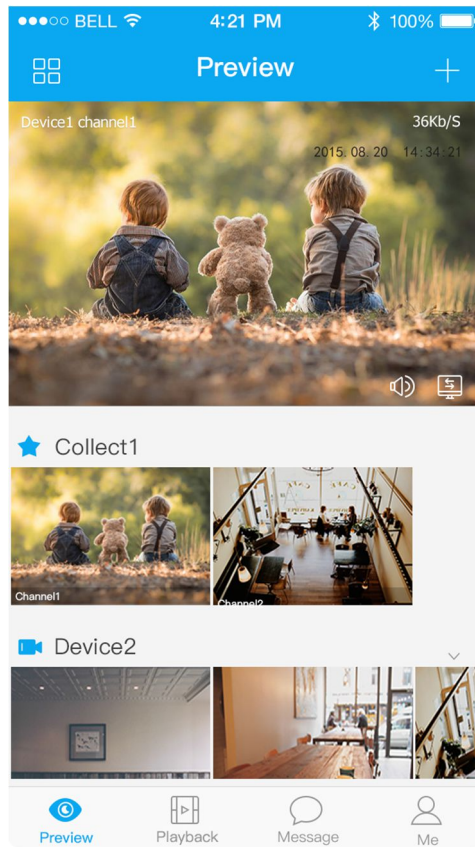 BELL 4:21 PM 100%
Preview
Device1 channel1 36Kb/S
2015. 08. 20 14:34:21
Collect1
Channel1 Channel2
Device2
Preview Playback Message Me